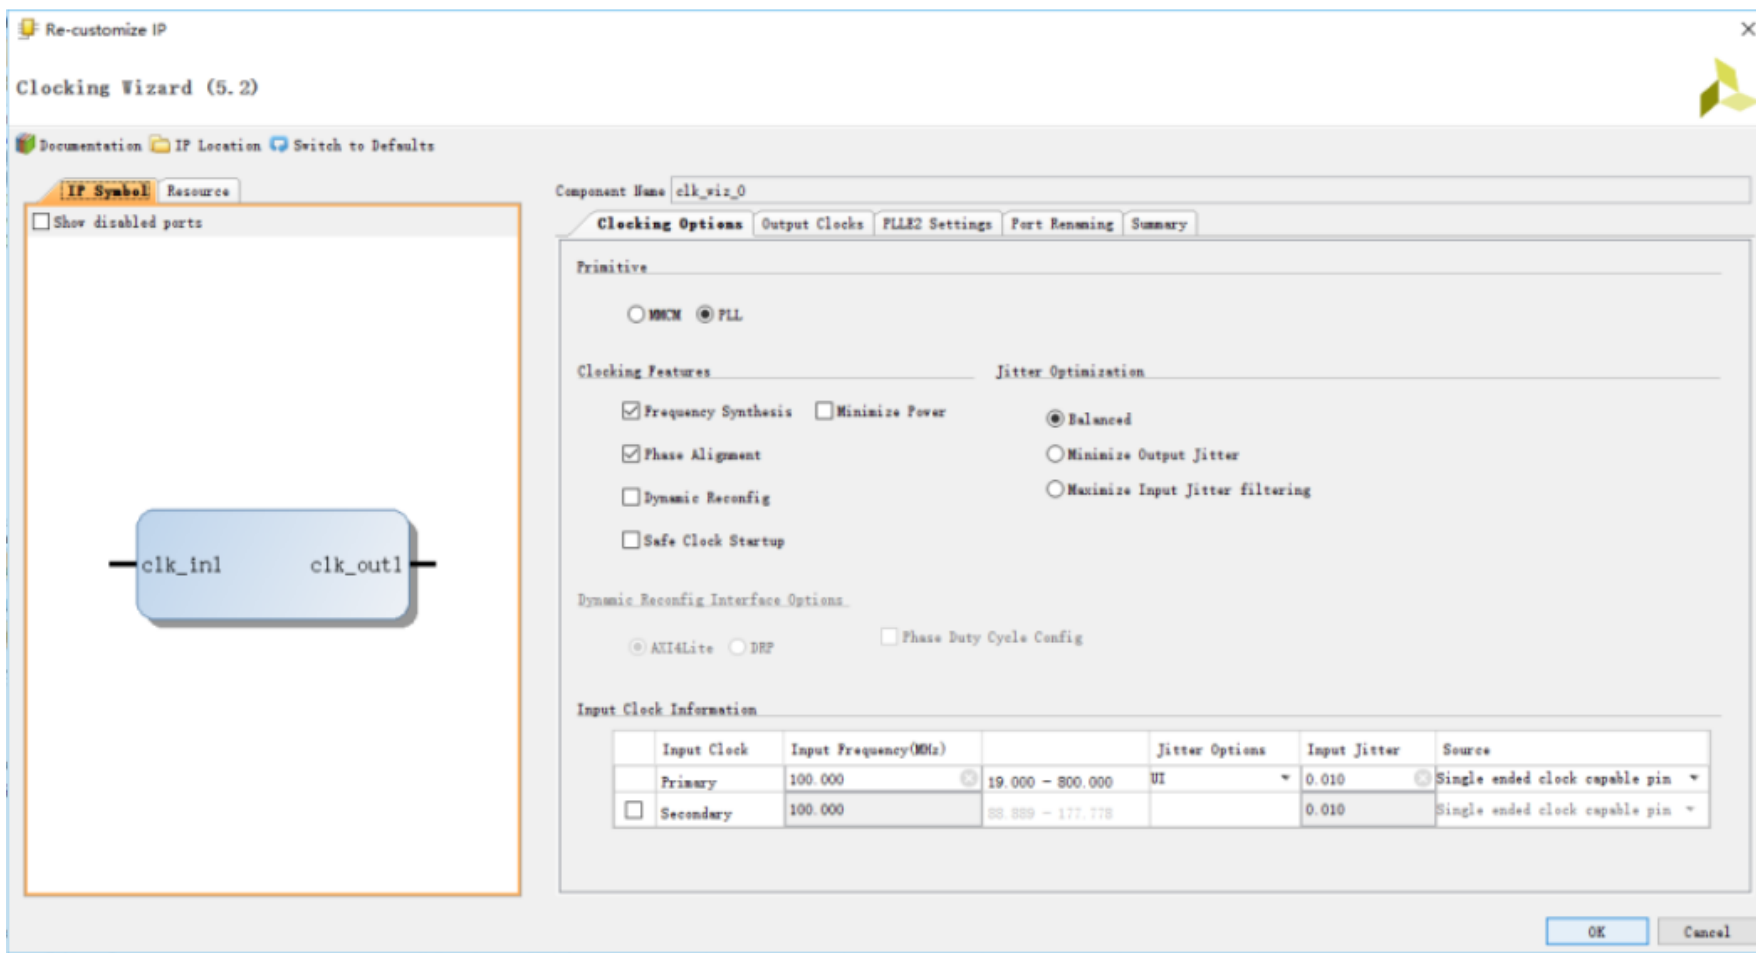 Re-customize IP
Clocking Wizard (5.2)
Documentation IP Location Switch to Defaults
IP Symbol Resource
Show disabled ports
clk_in1 clk_out1
Component Name clk_wiz_0
Clocking Options Output Clocks PLLE2 Settings Port Renaming Summary
Primitive
MMCM PLL
Clocking Features Jitter Optimization
Frequency Synthesis Minimize Power
Balanced
Phase Alignment
Minimize Output Jitter
Dynamic Reconfig
Maximize Input Jitter filtering
Safe Clock Startup
Dynamic Reconfig Interface Options
AXI4Lite DRP Phase Duty Cycle Config
Input Clock Information
Input Clock Input Frequency(MHz) Jitter Options Input Jitter Source
Primary 100.000 19.000 - 800.000 UI 0.010 Single ended clock capable pin
Secondary 100.000 88.889 - 177.778 0.010 Single ended clock capable pin
OK Cancel